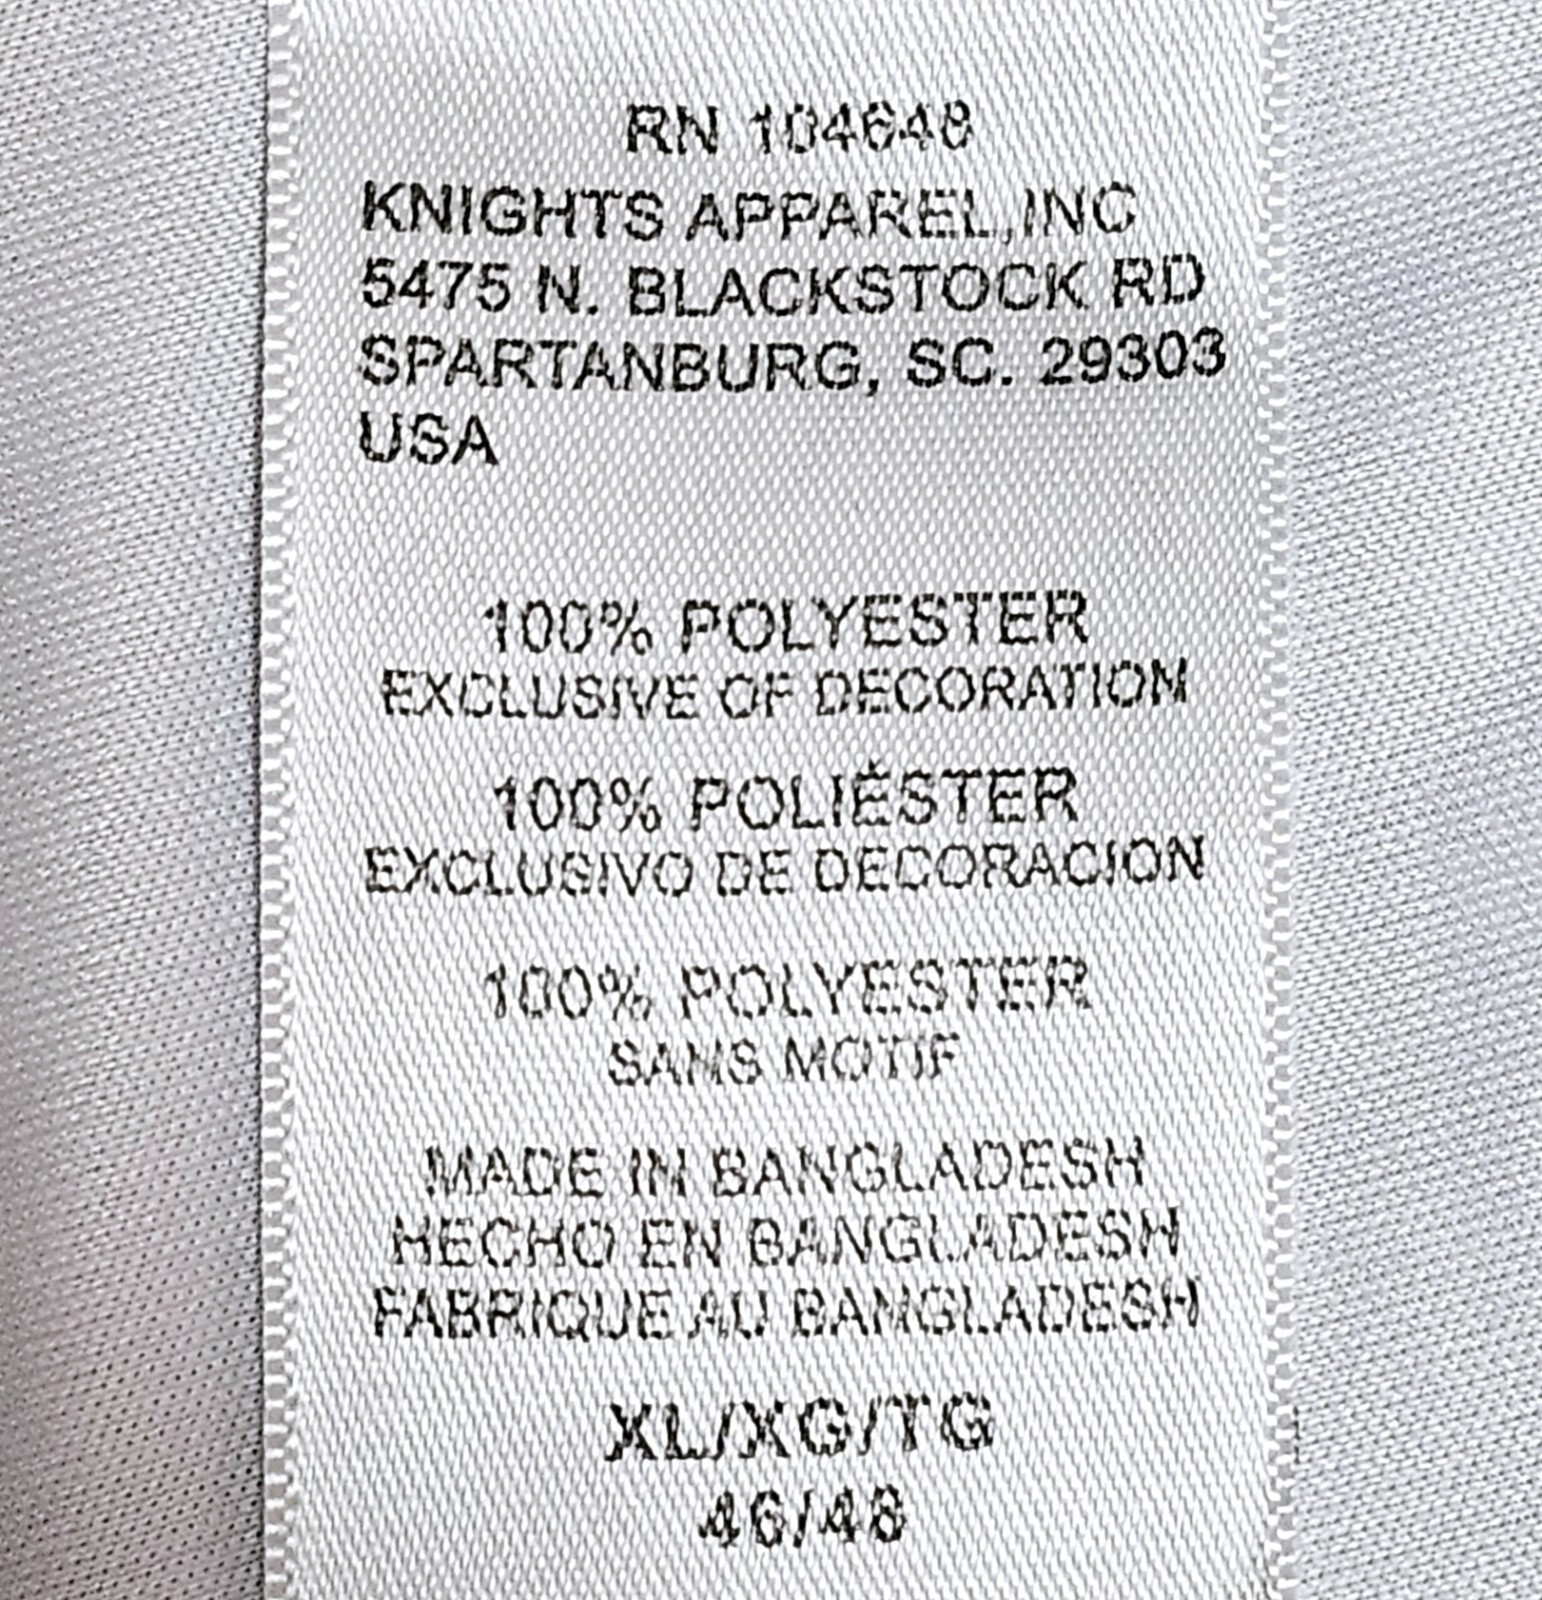 RN 104648
KNIGHTS APPAREL,INC
5475 N. BLACKSTOCK RD
SPARTANBURG, SC. 29303
USA
100% POLYESTER
EXCLUSIVE OF DECORATION
100% POLIÉSTER
EXCLUSIVO DE DECORACION
100% POLYESTER
SANS MOTIF
MADE IN BANGLADESH
HECHO EN BANGLADESH
FABRIQUE AU BANGLADESH
XL/XG/TG
46/48